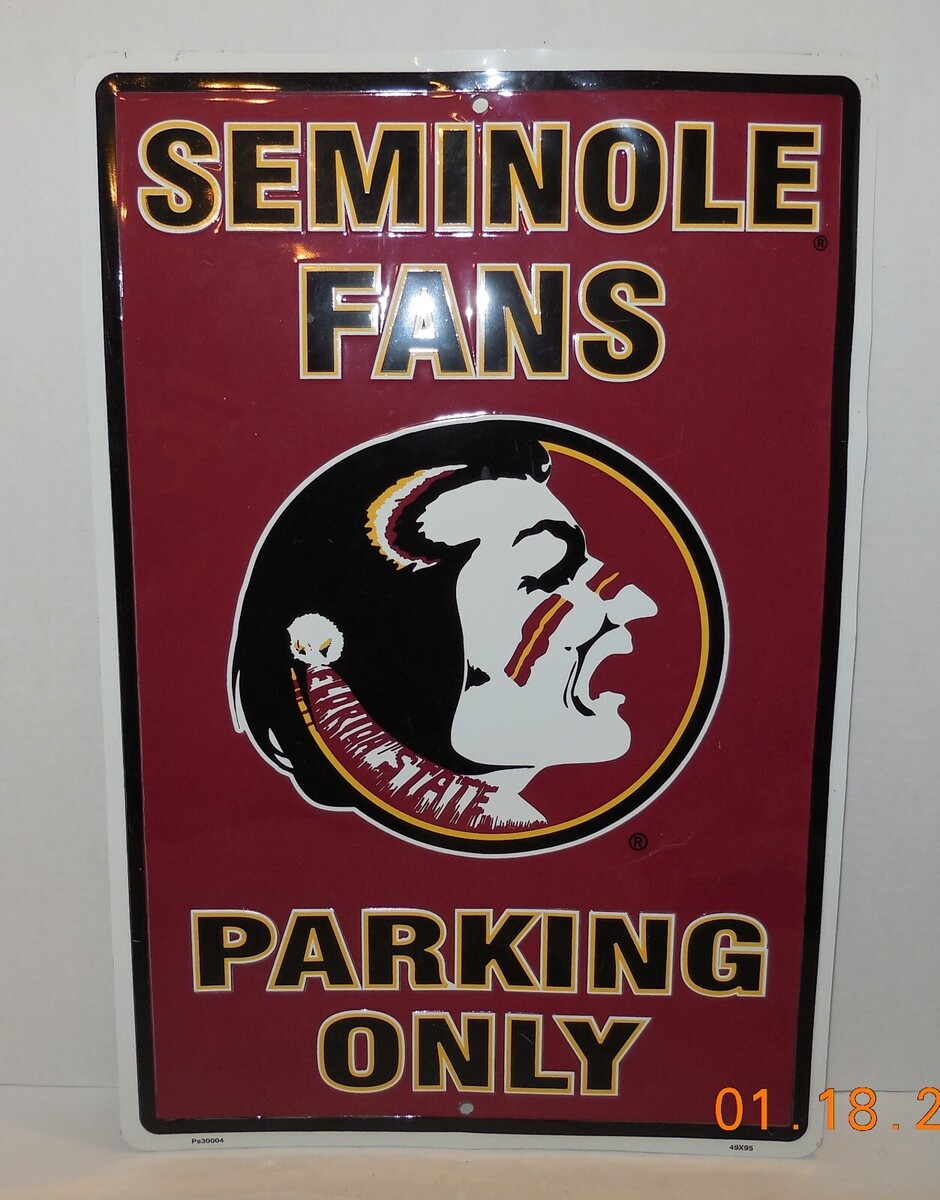 SEMINOLE
®
FANS
FLORIDA STATE
®
PARKING
ONLY
01.18.2
Ps30004
49X95